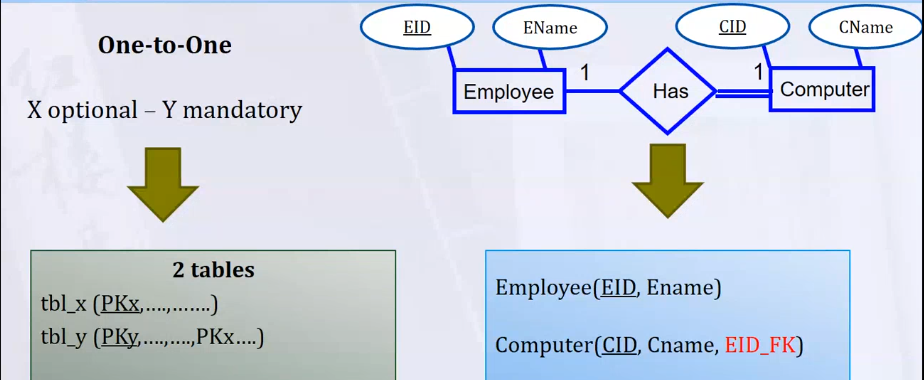 One-to-One
X optional – Y mandatory
EID
EName
CID
CName
Employee
1
Has
1
Computer
2 tables
tbl_x (PKx,….,…….)
tbl_y (PKy,….,….,PKx….)
Employee(EID, Ename)
Computer(CID, Cname, EID_FK)